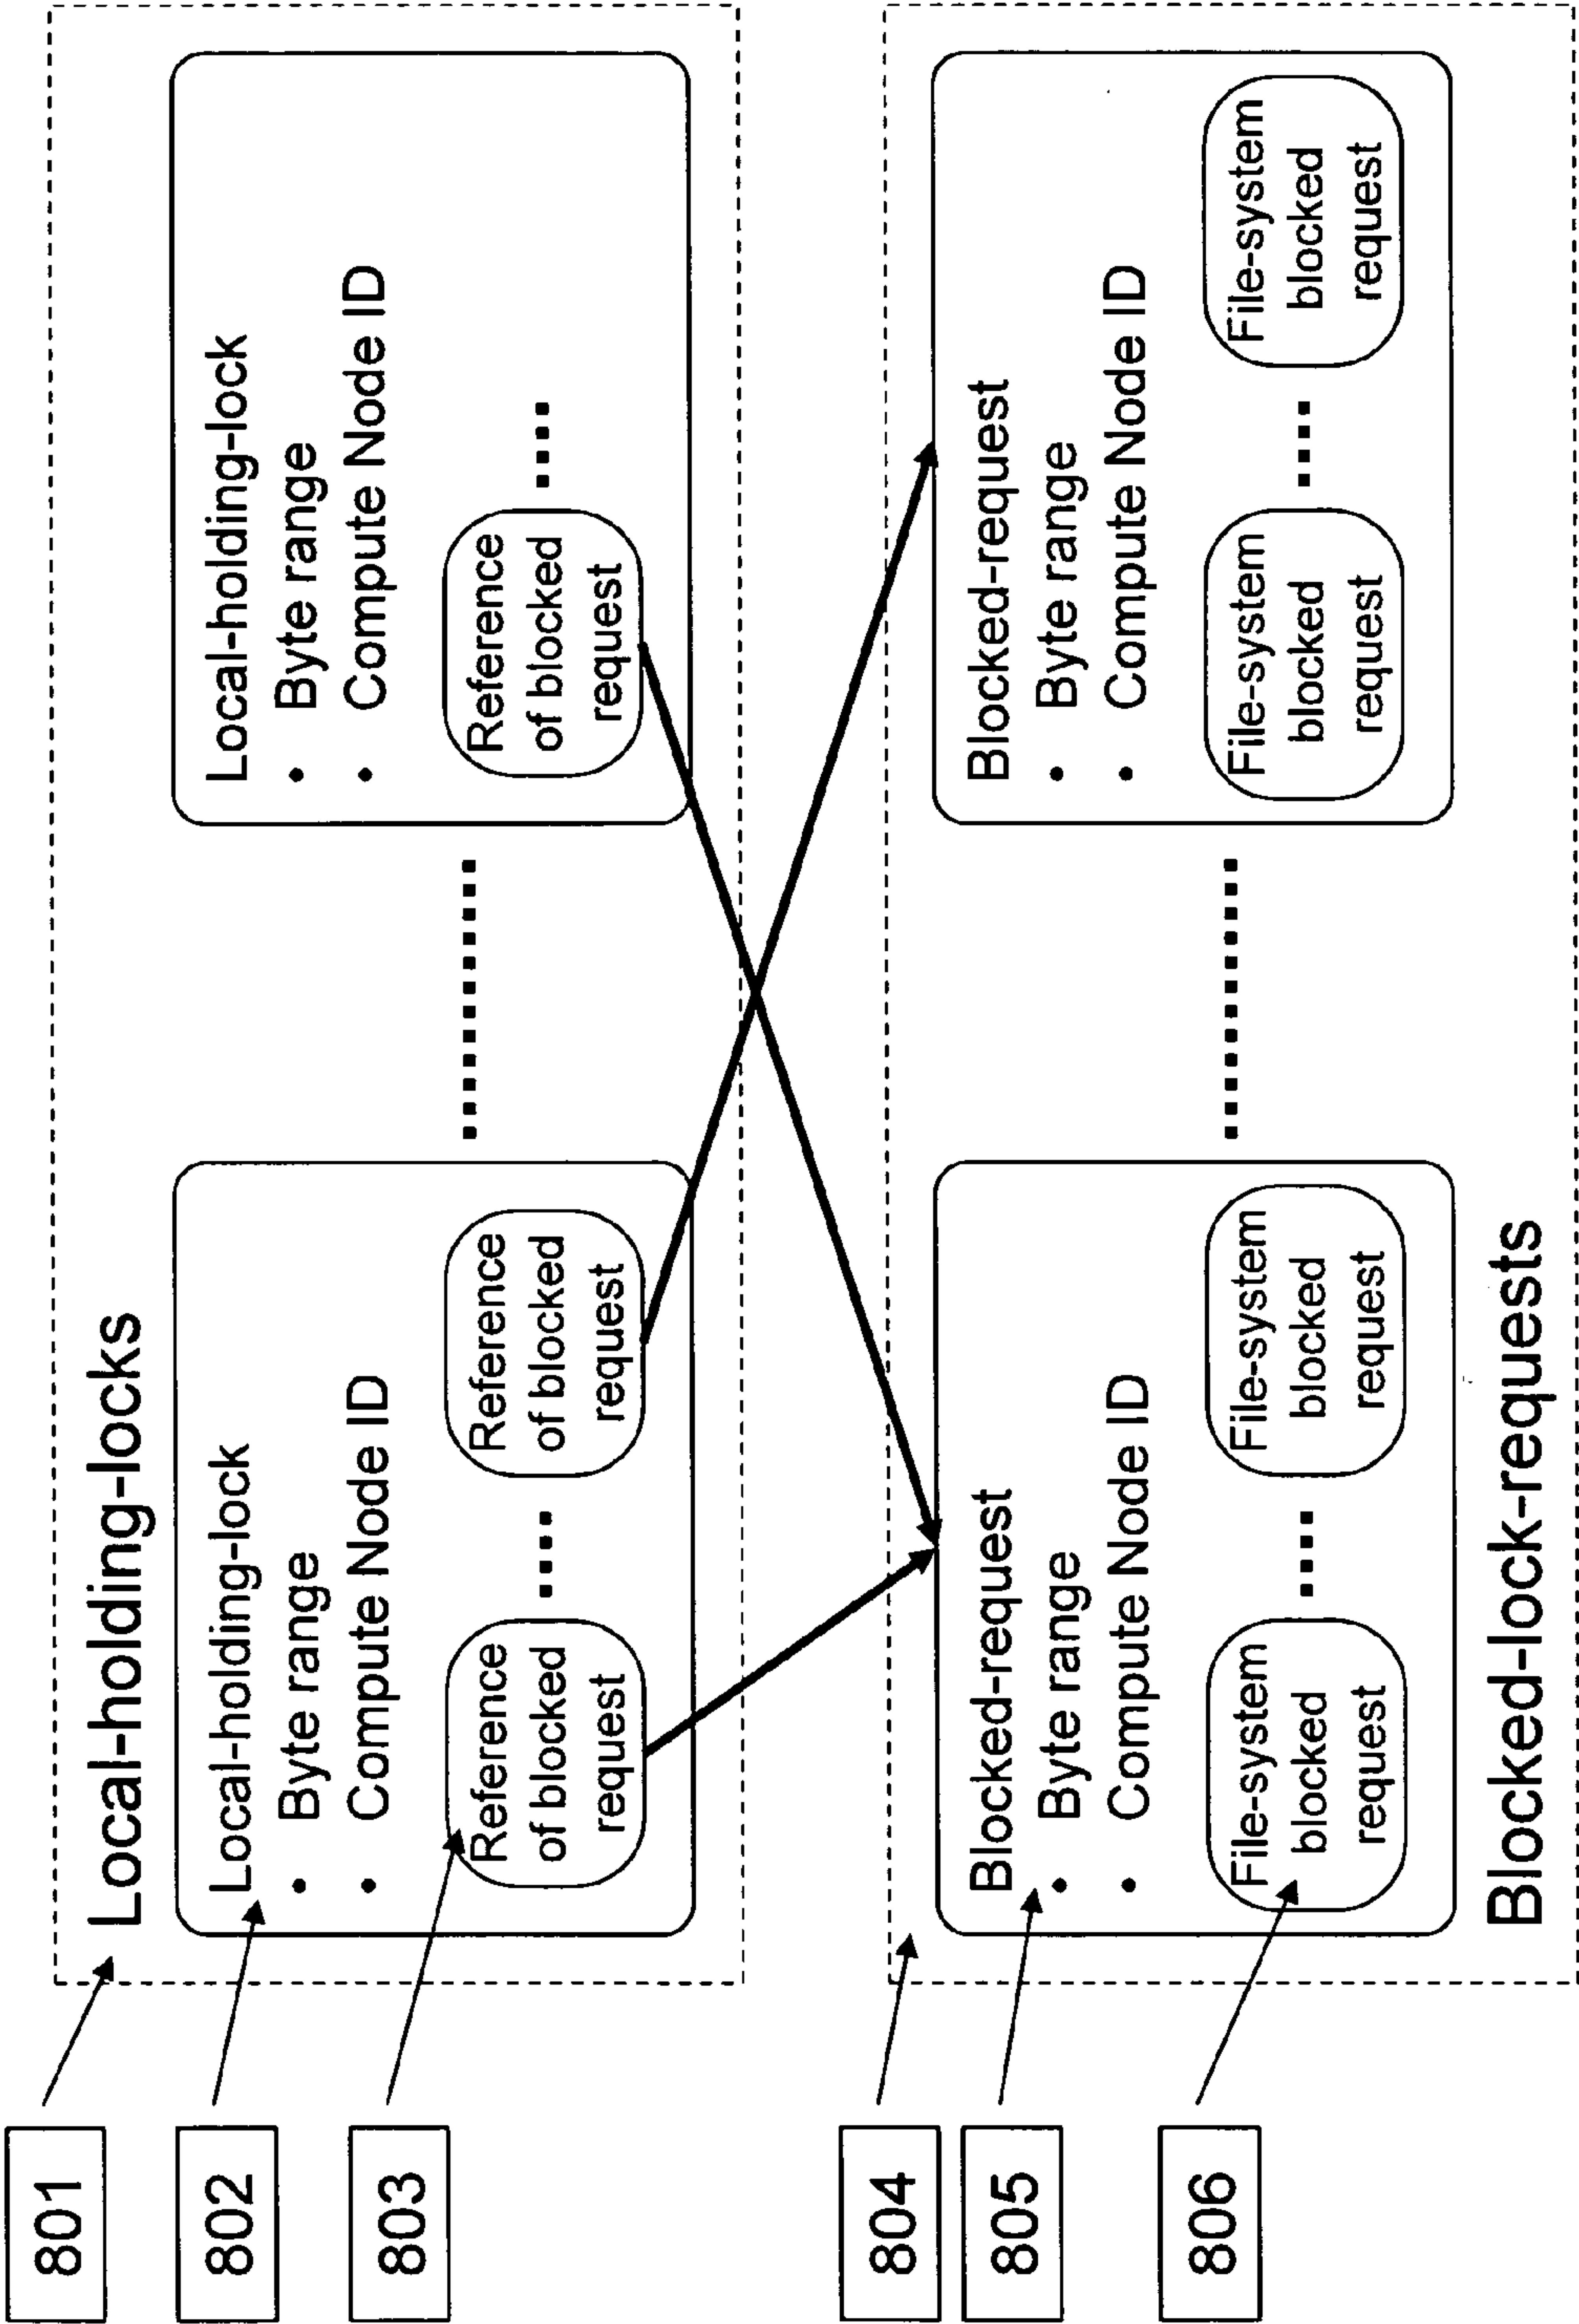 801
802
803
804
805
806
Local-holding-locks
Local-holding-lock
• Byte range
• Compute Node ID
Reference
of blocked
request
Reference
of blocked
request
Local-holding-lock
• Byte range
• Compute Node ID
Reference
of blocked
request
Blocked-request
• Byte range
• Compute Node ID
File-system
blocked
request
File-system
blocked
request
Blocked-request
• Byte range
• Compute Node ID
File-system
blocked
request
File-system
blocked
request
Blocked-lock-requests